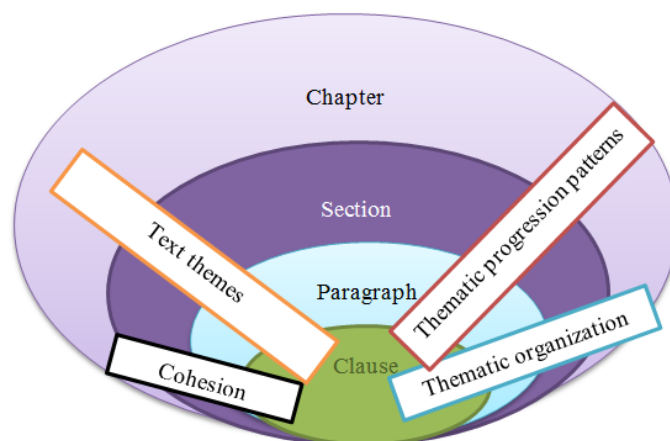 Chapter
Section
Paragraph
Clause
Text themes
Thematic progression patterns
Cohesion
Thematic organization